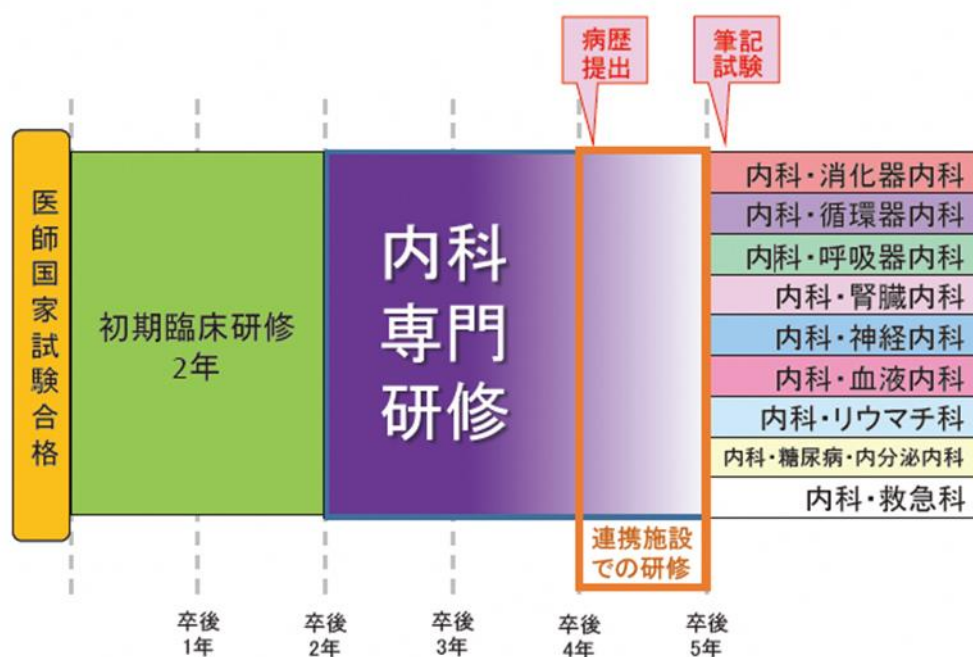 病歴
提出
筆記
試験
医師国家試験合格
初期臨床研修
2年
内科
専門
研修
内科・消化器内科
内科・循環器内科
内科・呼吸器内科
内科・腎臓内科
内科・神経内科
内科・血液内科
内科・リウマチ科
内科・糖尿病・内分泌内科
内科・救急科
連携施設
での研修
卒後
1年
卒後
2年
卒後
3年
卒後
4年
卒後
5年